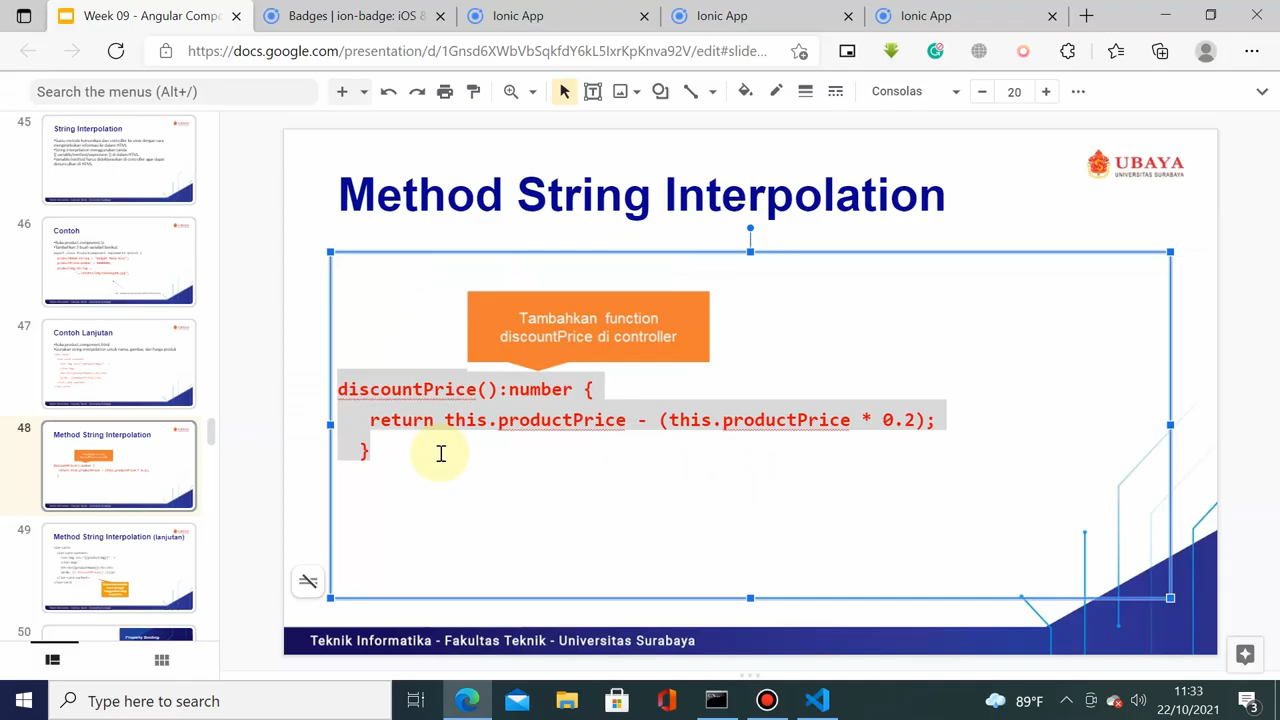 Week 09 - Angular Compo
Badges - Ion: iOS &
Ionic App
Ionic App
Ionic App
https://docs.google.com/presentation/d/1Gnsd6XWbVbSqkfdY6kL5IxrKpKnva92V/edit#slide...
Search the menus (Alt+/)
Consolas
20
45
String Interpolation
46
Contoh
47
Contoh Lanjutan
48
Method String Interpolation
49
Method String Interpolation (lanjutan)
50
Property Binding
UBAYA
UNIVERSITAS SURABAYA
Method String Interpolation
Tambahkan function
discountPrice di controller
discountPrice():number {
return this.productPrice - (this.productPrice * 0.2);
}
Teknik Informatika - Fakultas Teknik - Universitas Surabaya
Type here to search
89°F
11:33
22/10/2021
3